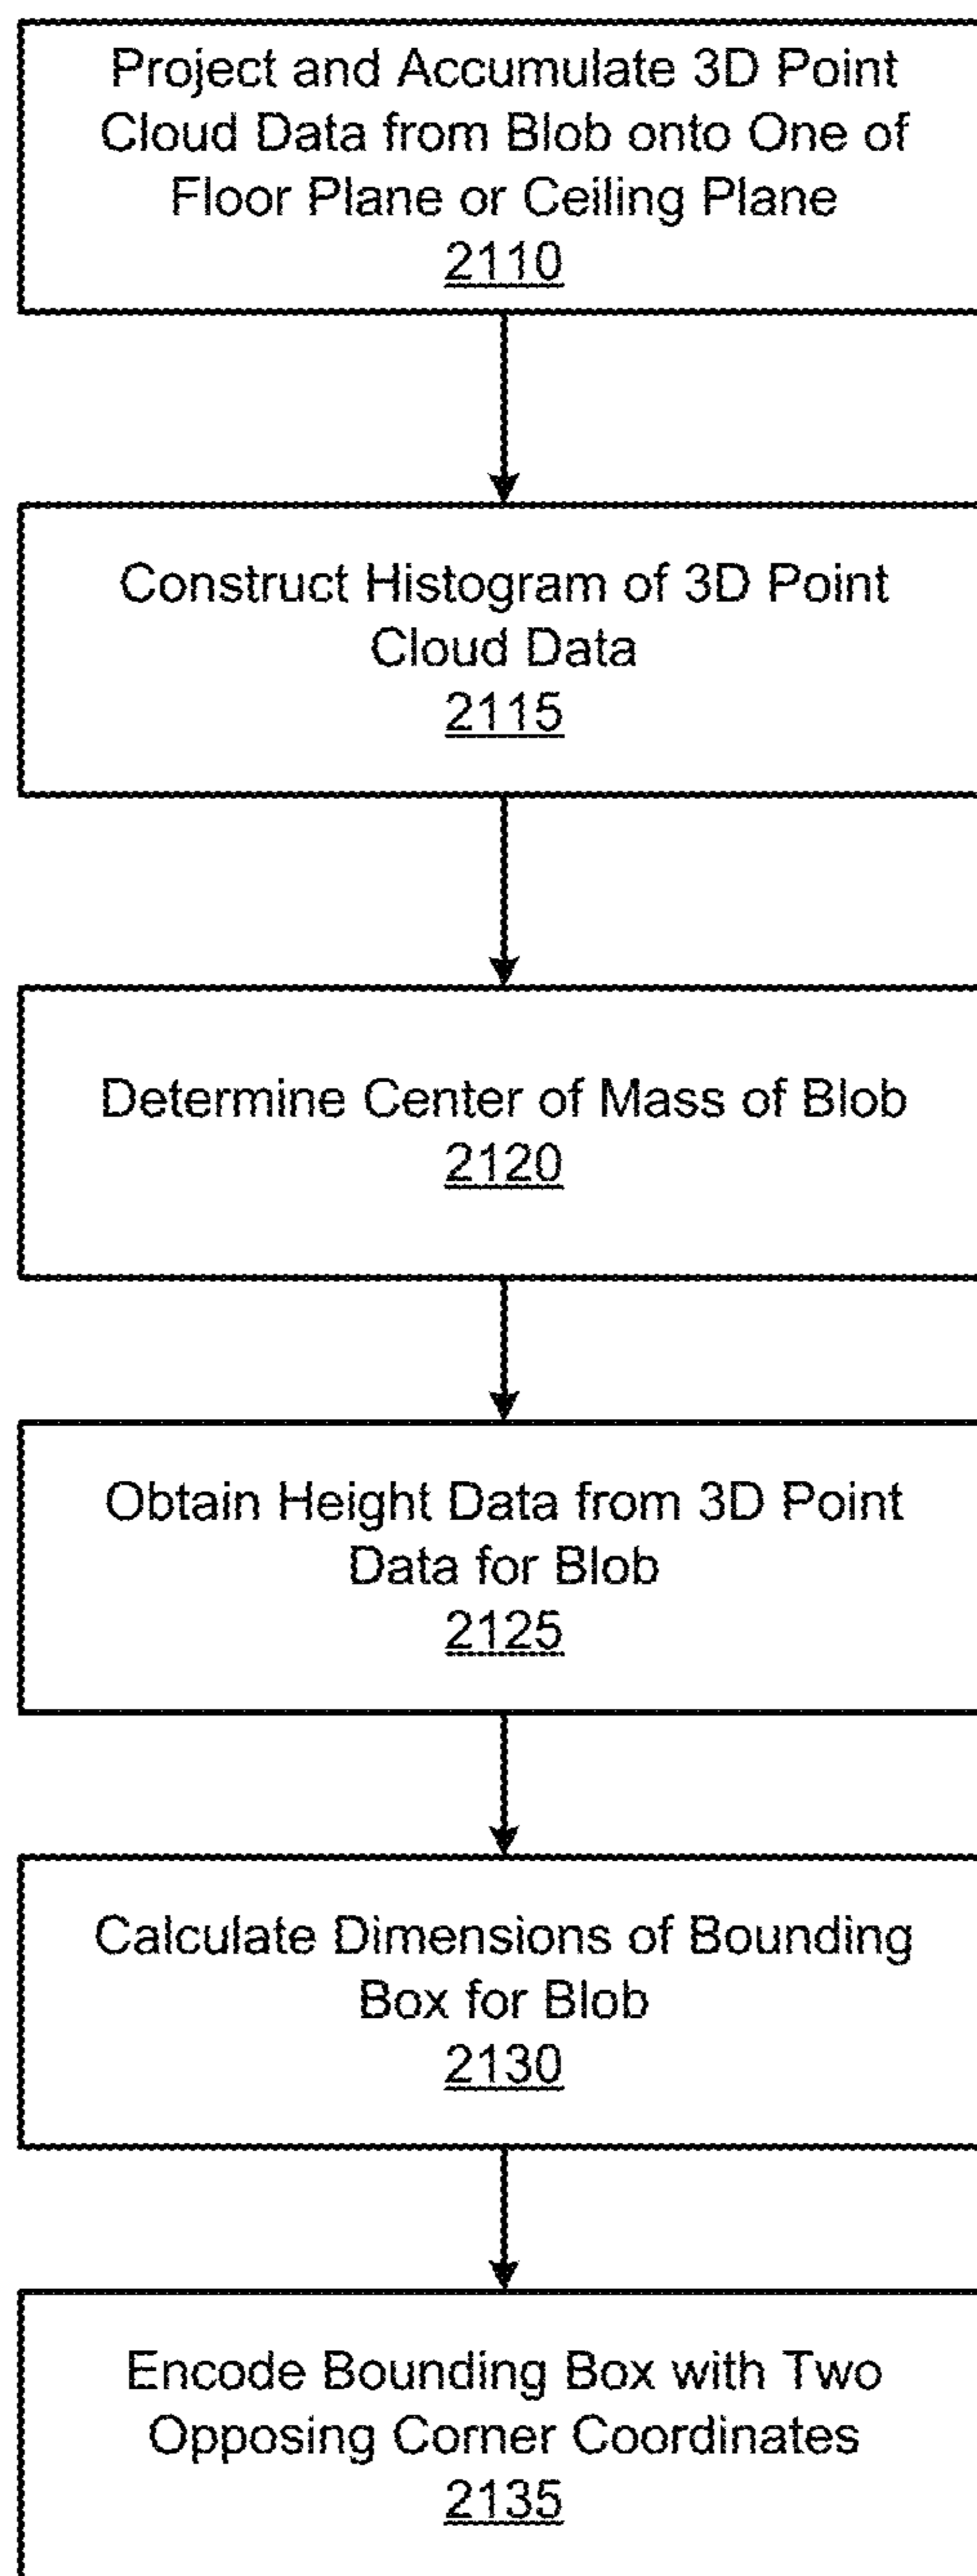 Project and Accumulate 3D Point
Cloud Data from Blob onto One of
Floor Plane or Ceiling Plane
2110
Construct Histogram of 3D Point
Cloud Data
2115
Determine Center of Mass of Blob
2120
Obtain Height Data from 3D Point
Data for Blob
2125
Calculate Dimensions of Bounding
Box for Blob
2130
Encode Bounding Box with Two
Opposing Corner Coordinates
2135